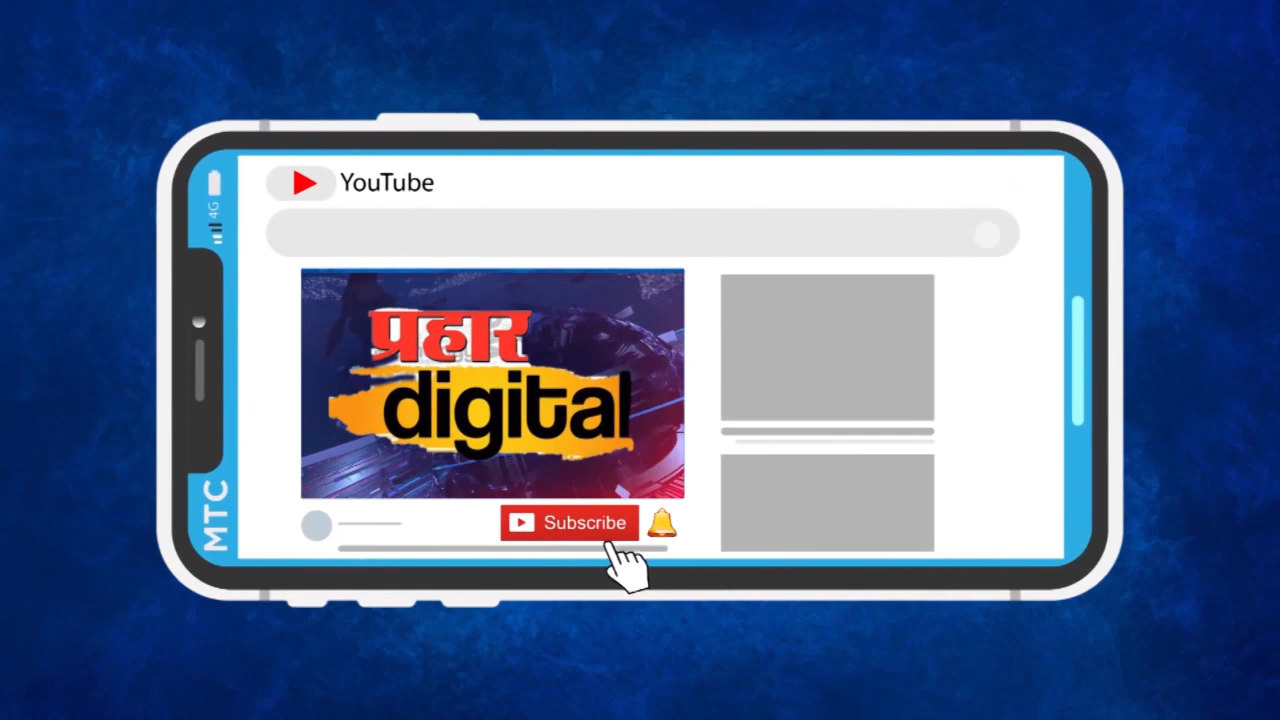 4G
MTC
YouTube
प्रहार
digital
Subscribe